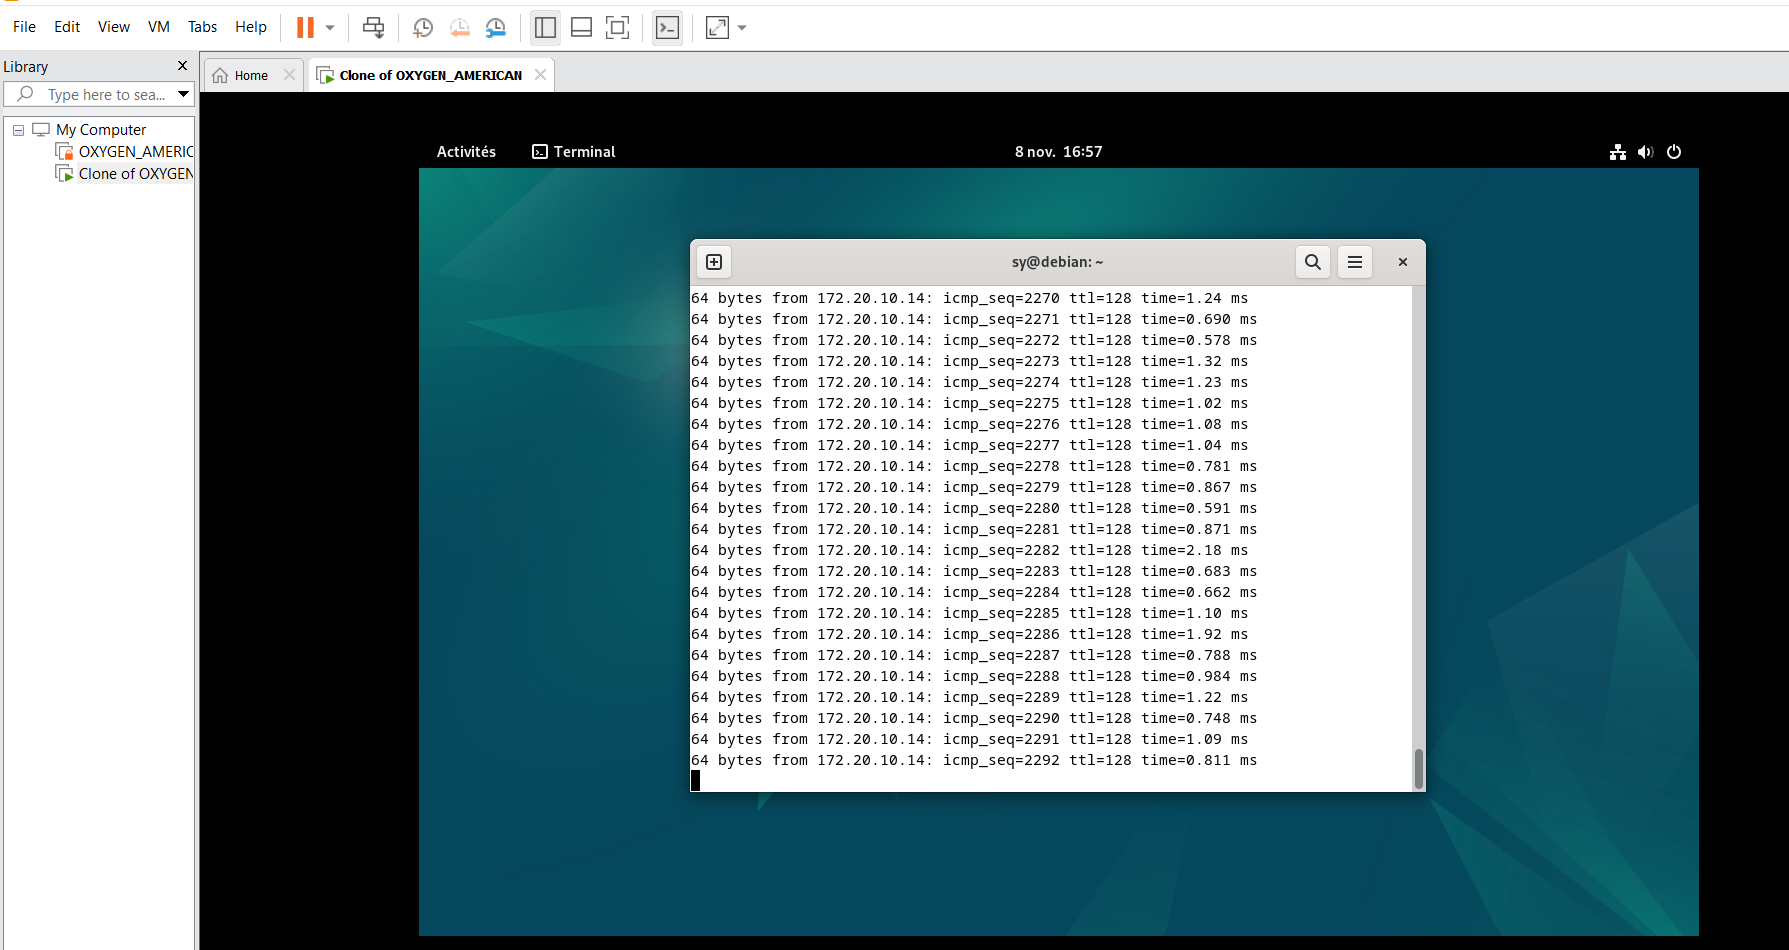 File Edit View VM Tabs Help
Library
Home
Clone of OXYGEN_AMERICAN
Type here to sea...
My Computer
OXYGEN_AMERIC
Clone of OXYGEN
Activités
Terminal
8 nov. 16:57
sy@debian: ~
64 bytes from 172.20.10.14: icmp_seq=2270 ttl=128 time=1.24 ms
64 bytes from 172.20.10.14: icmp_seq=2271 ttl=128 time=0.690 ms
64 bytes from 172.20.10.14: icmp_seq=2272 ttl=128 time=0.578 ms
64 bytes from 172.20.10.14: icmp_seq=2273 ttl=128 time=1.32 ms
64 bytes from 172.20.10.14: icmp_seq=2274 ttl=128 time=1.23 ms
64 bytes from 172.20.10.14: icmp_seq=2275 ttl=128 time=1.02 ms
64 bytes from 172.20.10.14: icmp_seq=2276 ttl=128 time=1.08 ms
64 bytes from 172.20.10.14: icmp_seq=2277 ttl=128 time=1.04 ms
64 bytes from 172.20.10.14: icmp_seq=2278 ttl=128 time=0.781 ms
64 bytes from 172.20.10.14: icmp_seq=2279 ttl=128 time=0.867 ms
64 bytes from 172.20.10.14: icmp_seq=2280 ttl=128 time=0.591 ms
64 bytes from 172.20.10.14: icmp_seq=2281 ttl=128 time=0.871 ms
64 bytes from 172.20.10.14: icmp_seq=2282 ttl=128 time=2.18 ms
64 bytes from 172.20.10.14: icmp_seq=2283 ttl=128 time=0.683 ms
64 bytes from 172.20.10.14: icmp_seq=2284 ttl=128 time=0.662 ms
64 bytes from 172.20.10.14: icmp_seq=2285 ttl=128 time=1.10 ms
64 bytes from 172.20.10.14: icmp_seq=2286 ttl=128 time=1.92 ms
64 bytes from 172.20.10.14: icmp_seq=2287 ttl=128 time=0.788 ms
64 bytes from 172.20.10.14: icmp_seq=2288 ttl=128 time=0.984 ms
64 bytes from 172.20.10.14: icmp_seq=2289 ttl=128 time=1.22 ms
64 bytes from 172.20.10.14: icmp_seq=2290 ttl=128 time=0.748 ms
64 bytes from 172.20.10.14: icmp_seq=2291 ttl=128 time=1.09 ms
64 bytes from 172.20.10.14: icmp_seq=2292 ttl=128 time=0.811 ms